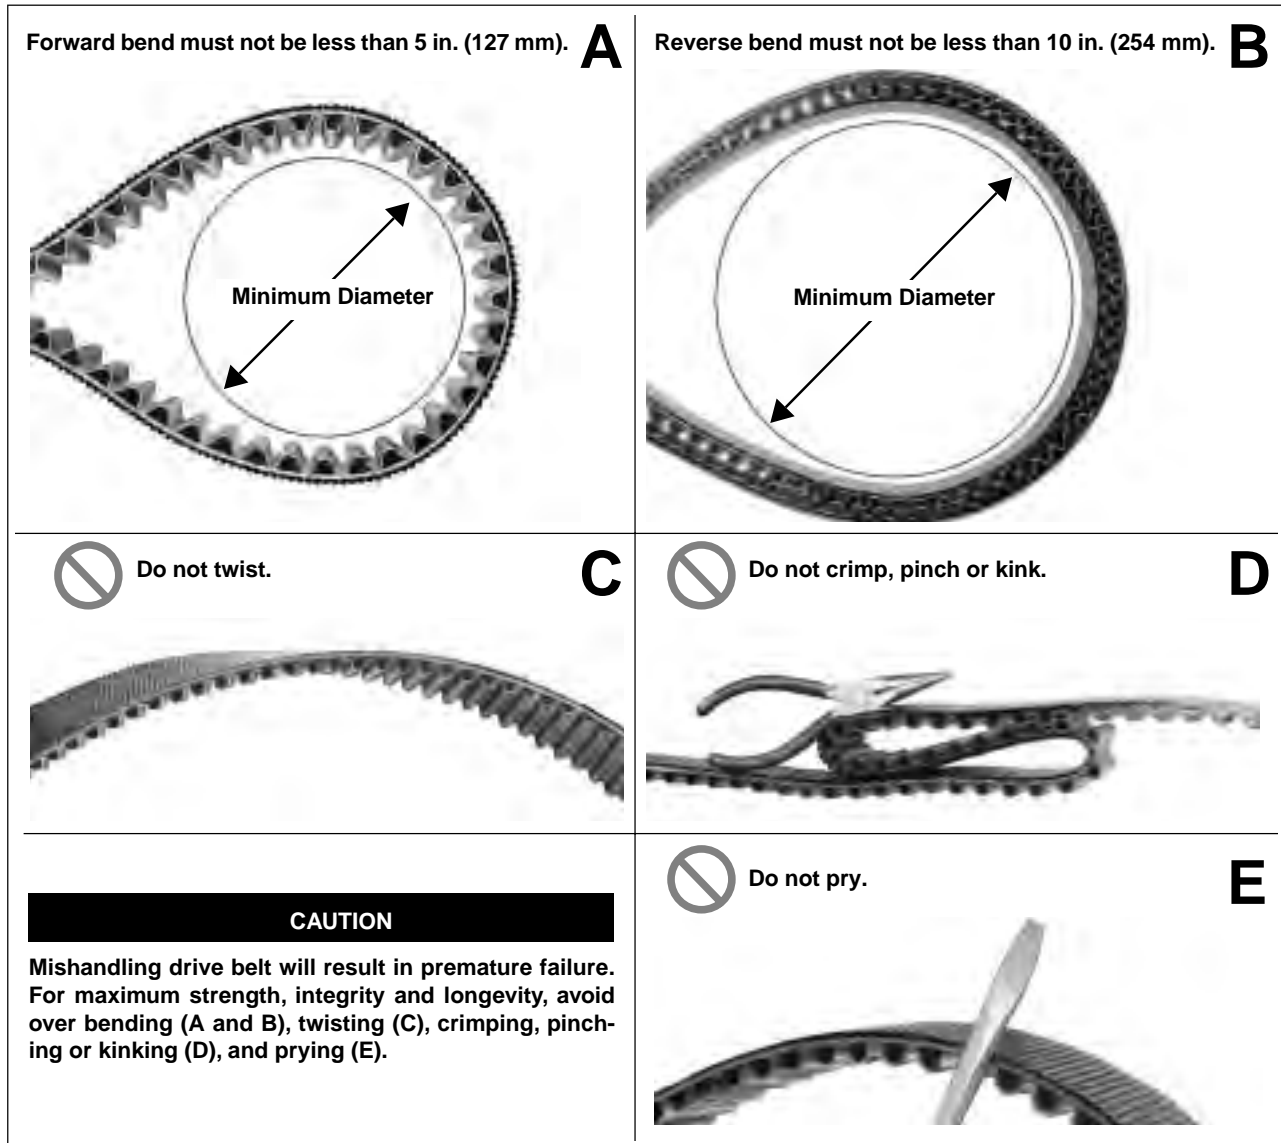 Forward bend must not be less than 5 in. (127 mm).
A
Reverse bend must not be less than 10 in. (254 mm).
B
Minimum Diameter
Minimum Diameter
Do not twist.
C
Do not crimp, pinch or kink.
D
CAUTION
Mishandling drive belt will result in premature failure.
For maximum strength, integrity and longevity, avoid
over bending (A and B), twisting (C), crimping, pinch-
ing or kinking (D), and prying (E).
Do not pry.
E